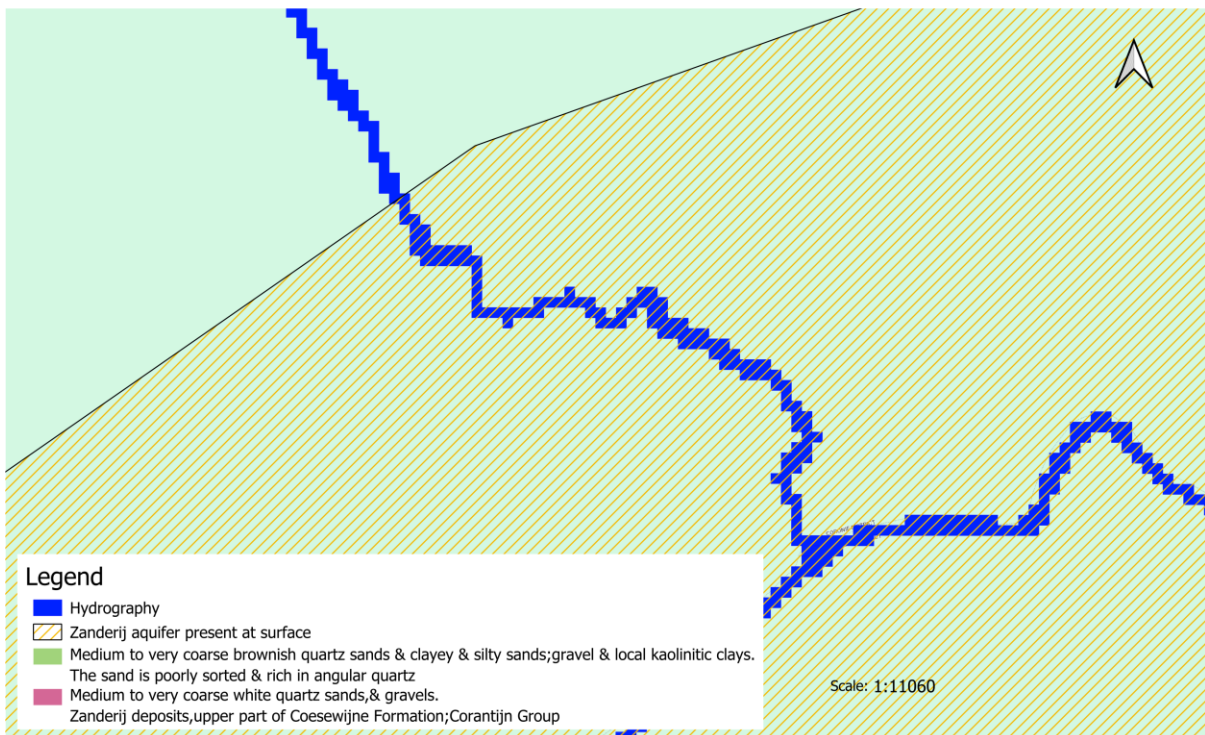 Legend
Hydrography
Zanderij aquifer present at surface
Medium to very coarse brownish quartz sands & clayey & silty sands;gravel & local kaolinitic clays.
The sand is poorly sorted & rich in angular quartz
Medium to very coarse white quartz sands,& gravels.
Zanderij deposits,upper part of Coesewijne Formation;Corantijn Group
Scale: 1:11060